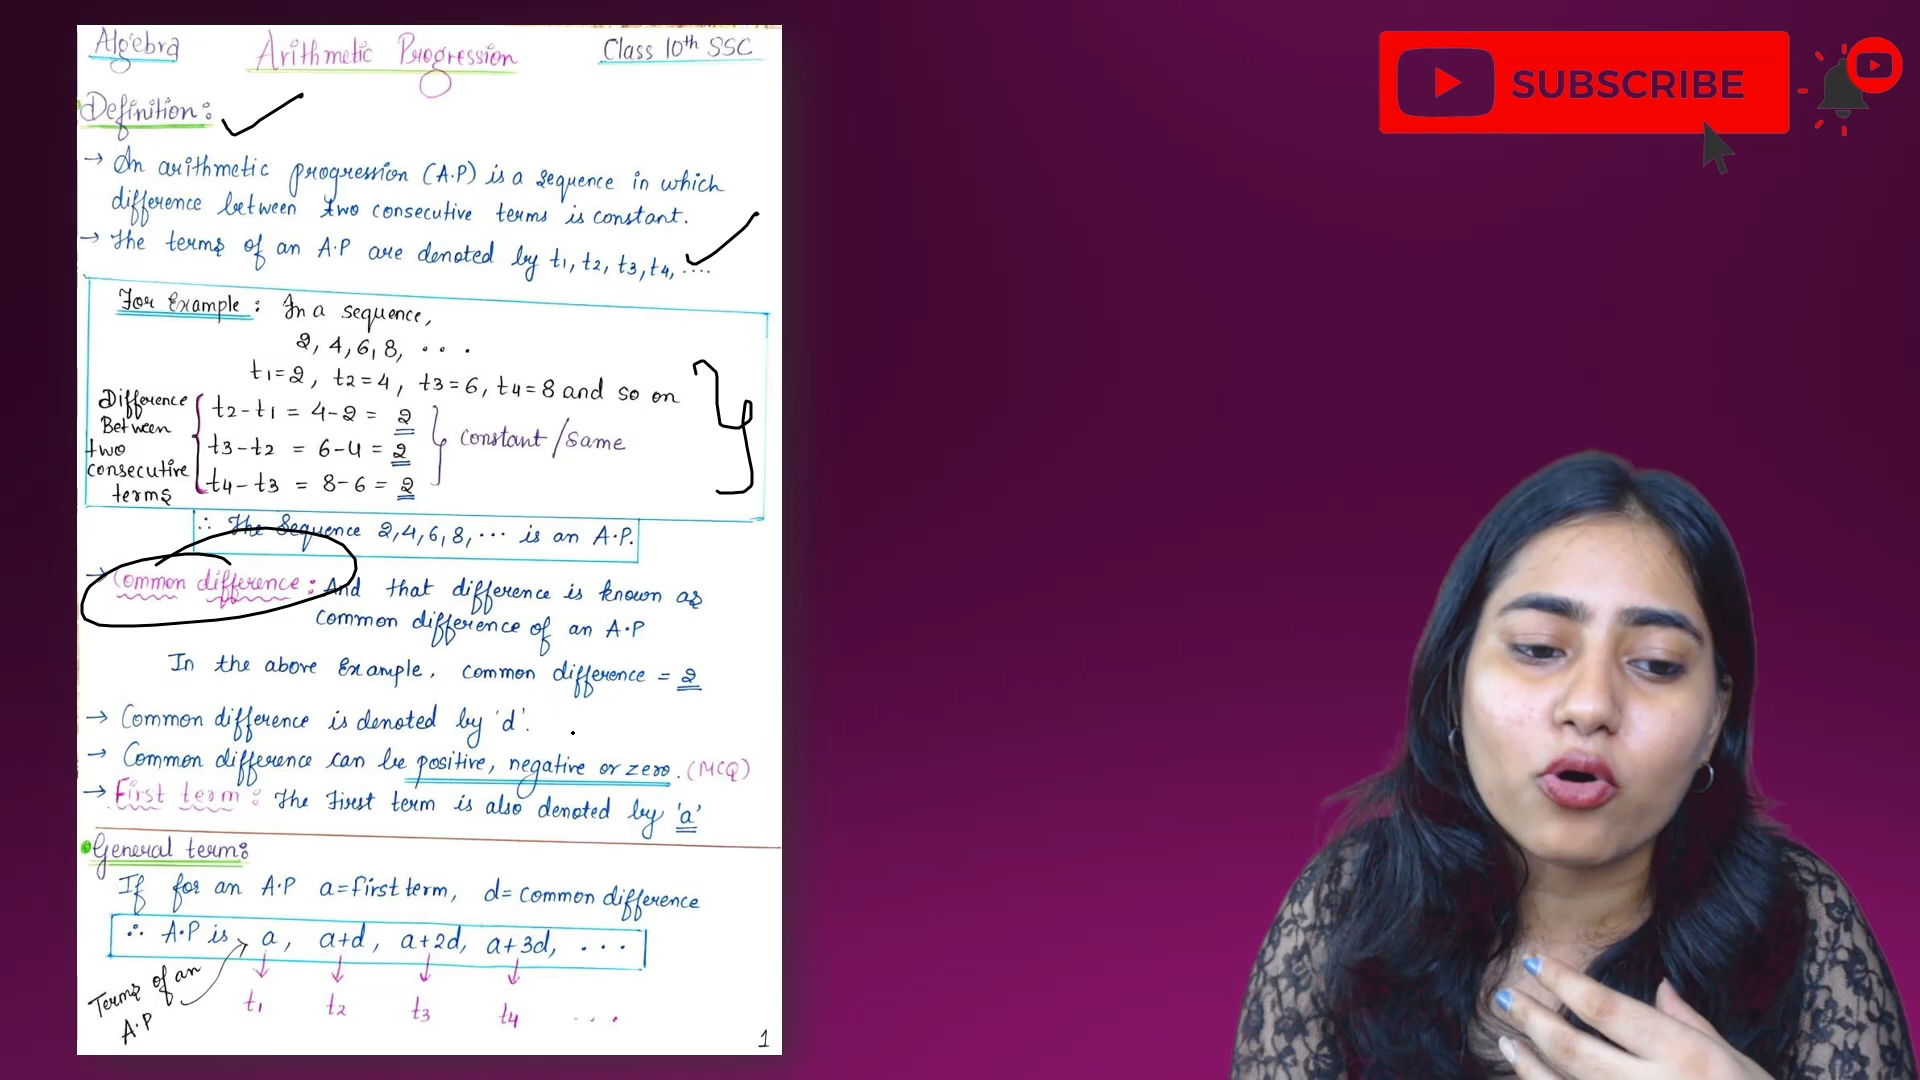 Algebra
Arithmetic Progression
Class 10th SSC
Definition:
→ An arithmetic progression (A.P) is a sequence in which
difference between two consecutive terms is constant.
→ The terms of an A.P are denoted by t1, t2, t3, t4, ....
For Example : In a sequence,
2, 4, 6, 8, ...
t1=2, t2=4, t3=6, t4=8 and so on
Difference
Between
two
consecutive
terms
t2-t1 = 4-2 = 2
t3-t2 = 6-4 = 2
t4-t3 = 8-6 = 2
constant/same
∴ The Sequence 2,4,6,8,... is an A.P.
→ Common difference : And that difference is known as
common difference of an A.P
In the above Example, common difference = 2
→ Common difference is denoted by 'd'.
→ Common difference can be positive, negative or zero. (MCQ)
→ First term : The First term is also denoted by 'a'
General term:
If for an A.P a=First term, d= common difference
∴ A.P is a, a+d, a+2d, a+3d, ...
Terms of an
A.P
t1 t2 t3 t4 ...
1
SUBSCRIBE